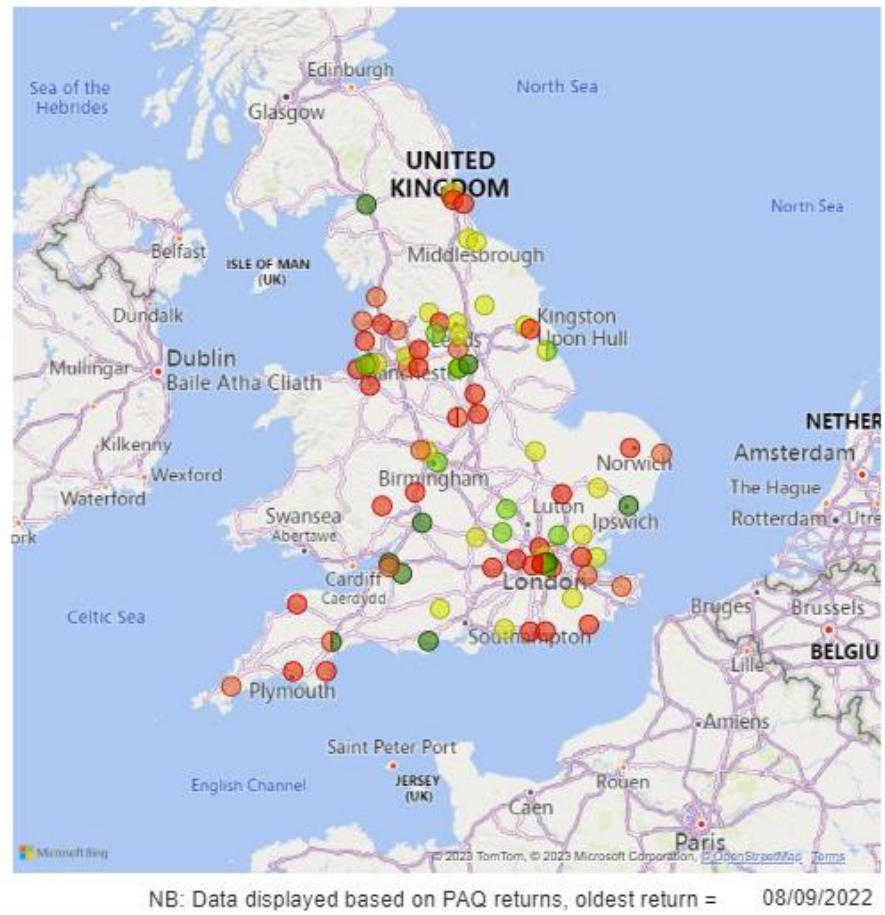 Edinburgh
Sea of the
Hebrides
North Sea
Glasgow
UNITED
KINGDOM
North Sea
Belfast
Middlesbrough
ISLE OF MAN
(UK)
Dundalk
Kingston
Upon Hull
Leeds
Dublin
Mullingar
Baile Atha Cliath
Manchest
NETHER
Kilkenny
Amsterdam
Norwich
Wexford
Birmingham
The Hague
Waterford
Luton
Ipswich
Rotterdam
Utre
Swansea
Abertawe
ork
Cardiff
Caerdydd
London
Celtic Sea
Bruges
Brussels
Southampton
BELGIU
Lille
Plymouth
Amiens
Saint Peter Port
English Channel
JERSEY
(UK)
Rouen
Caen
Paris
Microsoft Bing
© 2023 TomTom, © 2023 Microsoft Corporation, © OpenStreetMap Terms
NB: Data displayed based on PAQ returns, oldest return = 08/09/2022